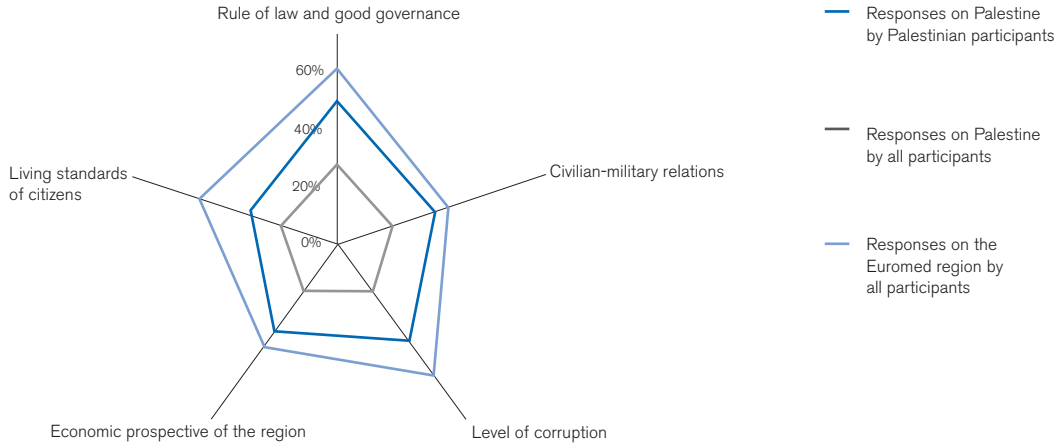 Rule of law and good governance
60%
40%
20%
0%
Living standards
of citizens
Civilian-military relations
Economic prospective of the region
Level of corruption
Responses on Palestine
by Palestinian participants
Responses on Palestine
by all participants
Responses on the
Euromed region by
all participants